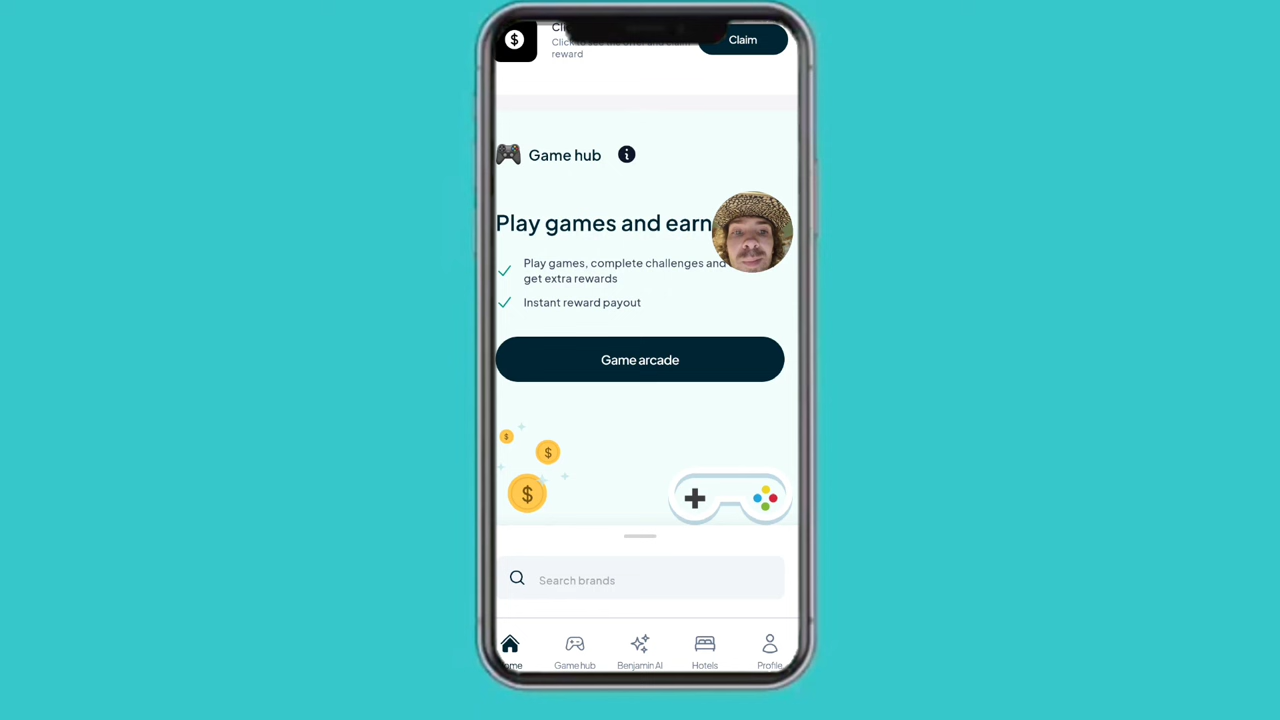 $
Claim
reward
Game hub
Play games and earn
Play games, complete challenges and
get extra rewards
Instant reward payout
Game arcade
$
$
$
Search brands
ome
Game hub
Benjamin AI
Hotels
Profile